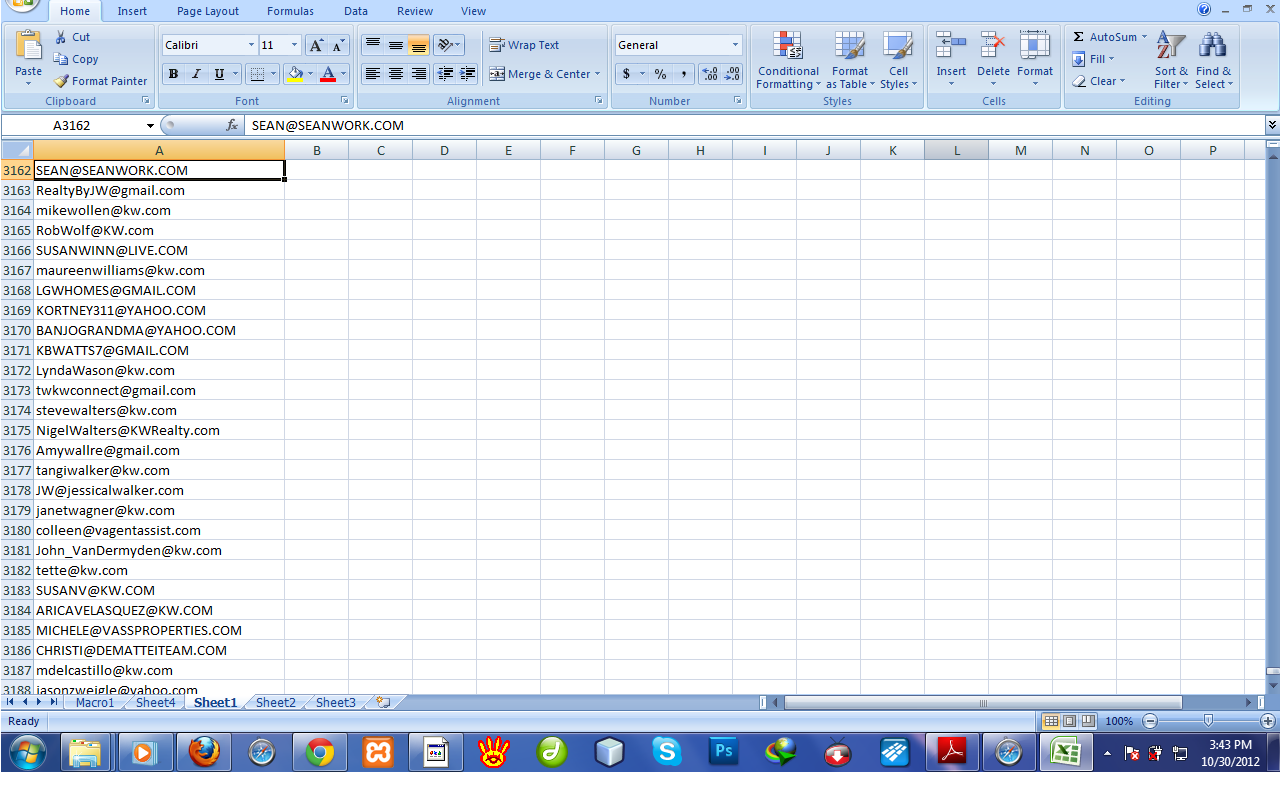 Home Insert Page Layout Formulas Data Review View
Cut
Calibri 11
Wrap Text
General
AutoSum
Copy
Fill
Paste
Format Painter
B I U
Merge & Center
$ % ,
Conditional Formatting
Format as Table
Cell Styles
Insert Delete Format
Clear
Sort & Filter
Find & Select
Clipboard Font Alignment Number Styles Cells Editing
A3162 fx SEAN@SEANWORK.COM
A B C D E F G H I J K L M N O P
3162 SEAN@SEANWORK.COM
3163 RealtyByJW@gmail.com
3164 mikewollen@kw.com
3165 RobWolf@KW.com
3166 SUSANWINN@LIVE.COM
3167 maureenwilliams@kw.com
3168 LGWHOMES@GMAIL.COM
3169 KORTNEY311@YAHOO.COM
3170 BANJOGRANDMA@YAHOO.COM
3171 KBWATTS7@GMAIL.COM
3172 LyndaWason@kw.com
3173 twkwconnect@gmail.com
3174 stevewalters@kw.com
3175 NigelWalters@KWRealty.com
3176 Amywallre@gmail.com
3177 tangiwalker@kw.com
3178 JW@jessicalwalker.com
3179 janetwagner@kw.com
3180 colleen@vagentassist.com
3181 John_VanDermyden@kw.com
3182 tette@kw.com
3183 SUSANV@KW.COM
3184 ARICAVELASQUEZ@KW.COM
3185 MICHELE@VASSPROPERTIES.COM
3186 CHRISTI@DEMATTEITEAM.COM
3187 mdelcastillo@kw.com
3188 jasonzweigle@yahoo.com
Macro1 Sheet4 Sheet1 Sheet2 Sheet3
Ready 100%
3:43 PM
10/30/2012